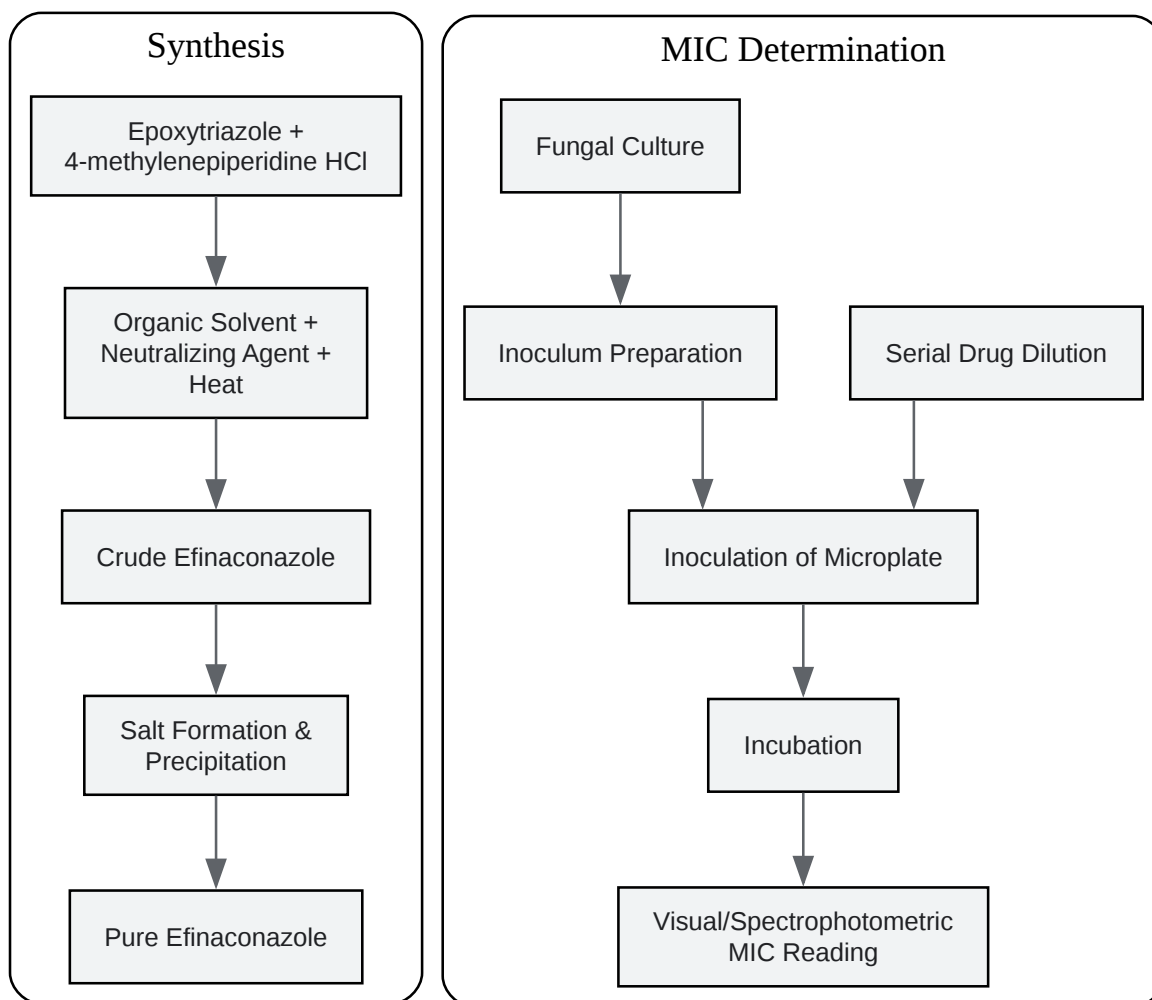 Synthesis
Epoxytriazole +
4-methylenepiperidine HCl
Organic Solvent +
Neutralizing Agent +
Heat
Crude Efinaconazole
Salt Formation &
Precipitation
Pure Efinaconazole
MIC Determination
Fungal Culture
Inoculum Preparation
Serial Drug Dilution
Inoculation of Microplate
Incubation
Visual/Spectrophotometric
MIC Reading